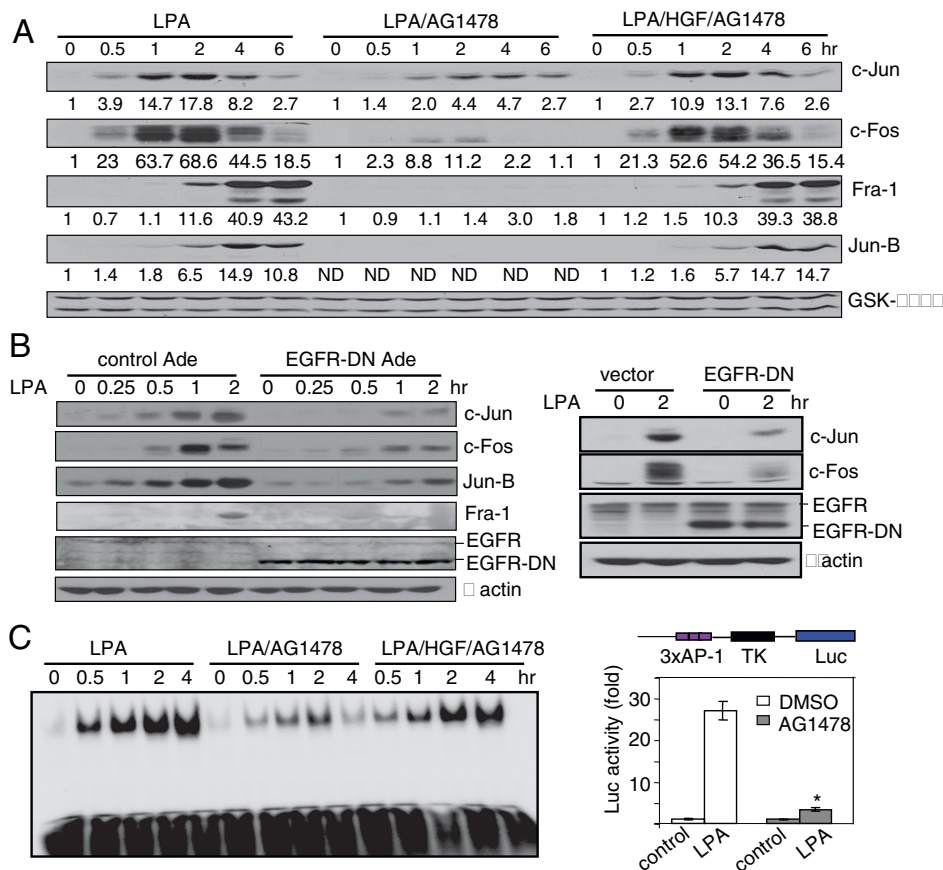 A
LPA LPA/AG1478 LPA/HGF/AG1478
0 0.5 1 2 4 6 0 0.5 1 2 4 6 0 0.5 1 2 4 6 hr
c-Jun
1 3.9 14.7 17.8 8.2 2.7 1 1.4 2.0 4.4 4.7 2.7 1 2.7 10.9 13.1 7.6 2.6
c-Fos
1 23 63.7 68.6 44.5 18.5 1 2.3 8.8 11.2 2.2 1.1 1 21.3 52.6 54.2 36.5 15.4
Fra-1
1 0.7 1.1 11.6 40.9 43.2 1 0.9 1.1 1.4 3.0 1.8 1 1.2 1.5 10.3 39.3 38.8
Jun-B
1 1.4 1.8 6.5 14.9 10.8 ND ND ND ND ND ND 1 1.2 1.6 5.7 14.7 14.7
GSK-□□□□
B
control Ade EGFR-DN Ade
LPA 0 0.25 0.5 1 2 0 0.25 0.5 1 2 hr
c-Jun
c-Fos
Jun-B
Fra-1
EGFR
EGFR-DN
□ actin
vector EGFR-DN
LPA 0 2 0 2 hr
c-Jun
c-Fos
EGFR
EGFR-DN
□□actin
C
LPA LPA/AG1478 LPA/HGF/AG1478
0 0.5 1 2 4 0 0.5 1 2 4 0.5 1 2 4 hr
3xAP-1 TK Luc
Luc activity (fold)
30
20
10
DMSO
AG1478
*
control LPA control LPA